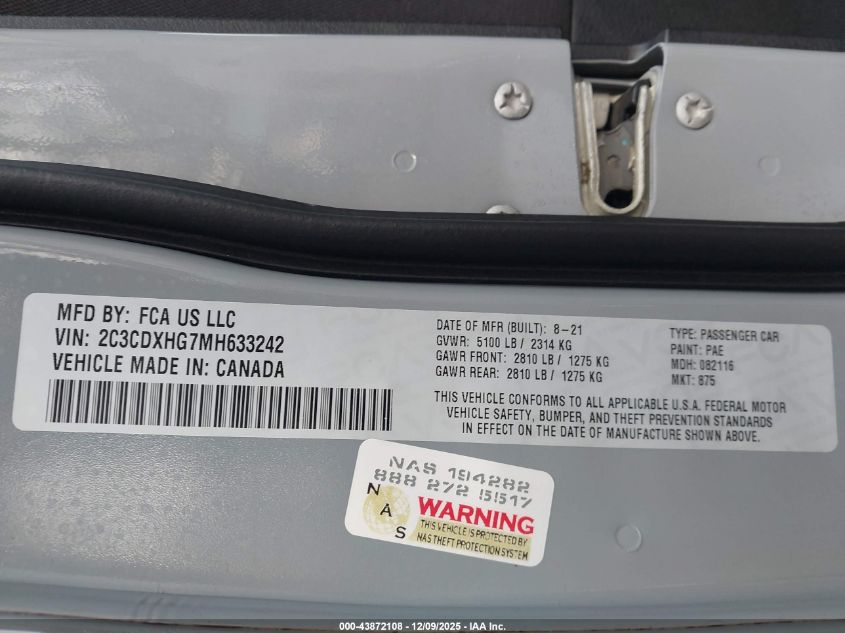 MFD BY: FCA US LLC
VIN: 2C3CDXHG7MH633242
VEHICLE MADE IN: CANADA
DATE OF MFR (BUILT): 8-21
GVWR: 5100 LB / 2314 KG
GAWR FRONT: 2810 LB / 1275 KG
GAWR REAR: 2810 LB / 1275 KG
TYPE: PASSENGER CAR
PAINT: PAE
MDH: 082116
MKT: 875
THIS VEHICLE CONFORMS TO ALL APPLICABLE U.S.A. FEDERAL MOTOR
VEHICLE SAFETY, BUMPER, AND THEFT PREVENTION STANDARDS
IN EFFECT ON THE DATE OF MANUFACTURE SHOWN ABOVE.
NAS 194282
888 272 5517
N
A
S
WARNING
THIS VEHICLE IS PROTECTED BY
NAS THEFT PROTECTION SYSTEM
000-43872108 - 12/09/2025 - IAA Inc.